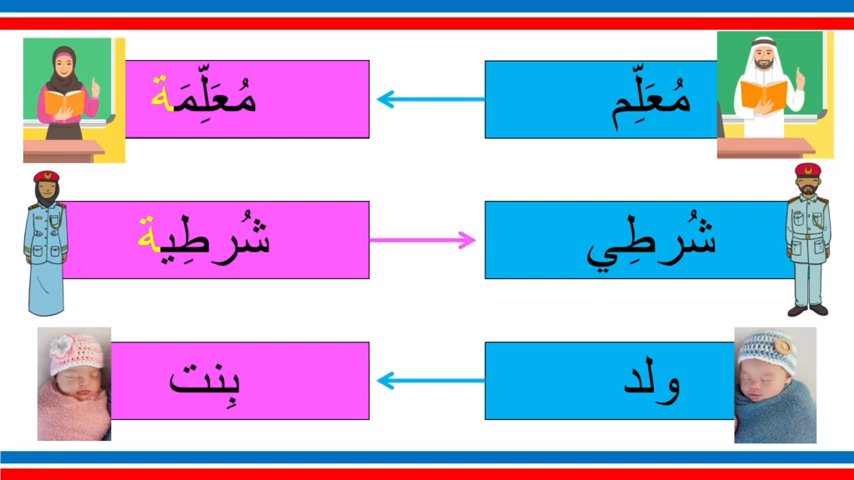 مُعَلِّم
مُعَلِّمَة
شُرطِي
شُرطِية
ولد
بِنت